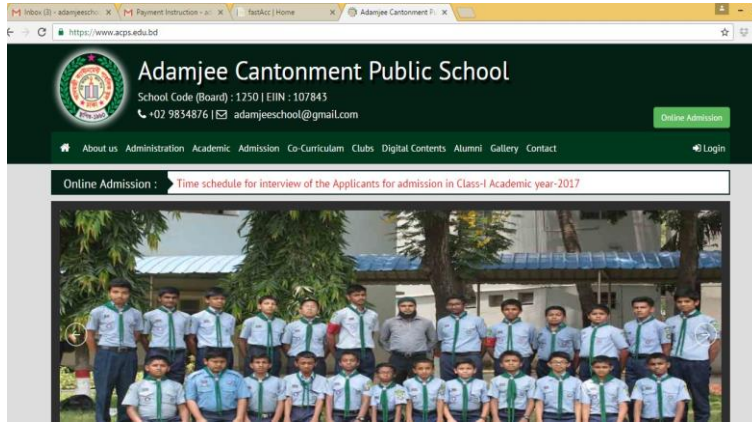 Inbox (3) - adamjeeschoo
Payment Instruction - ad
fastAcc | Home
Adamjee Cantonment Pu
https://www.acps.edu.bd
Adamjee Cantonment Public School
School Code (Board) : 1250 | EIIN : 107843
+02 9834876 | adamjeeschool@gmail.com
Online Admission
About us Administration Academic Admission Co-Curriculam Clubs Digital Contents Alumni Gallery Contact Login
Online Admission : Time schedule for interview of the Applicants for admission in Class-I Academic year-2017